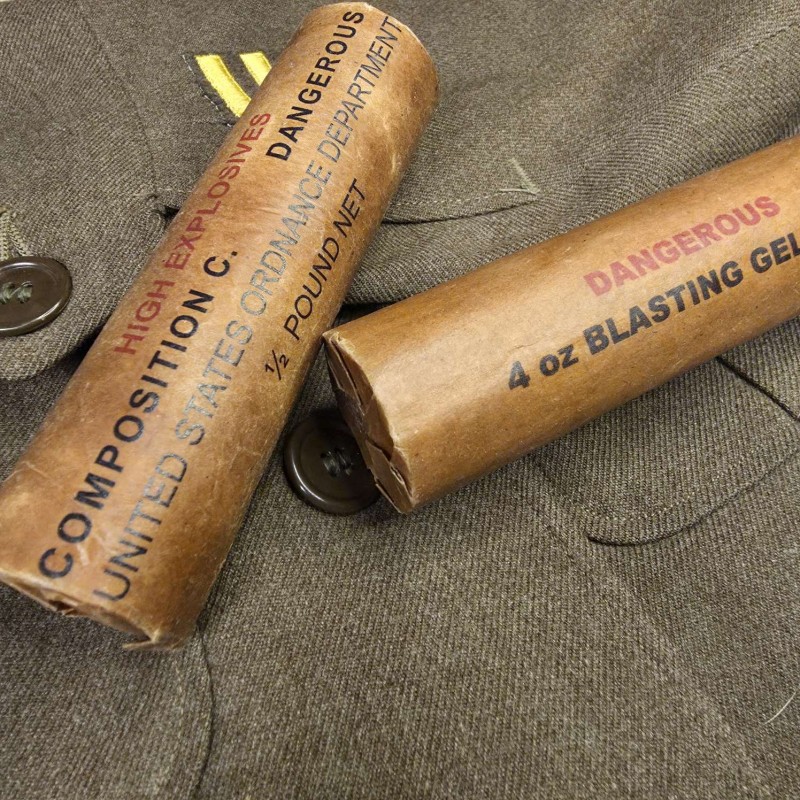 HIGH EXPLOSIVES
DANGEROUS
COMPOSITION C.
UNITED STATES ORDNANCE DEPARTMENT
½ POUND NET
DANGEROUS
4 oz BLASTING GEL